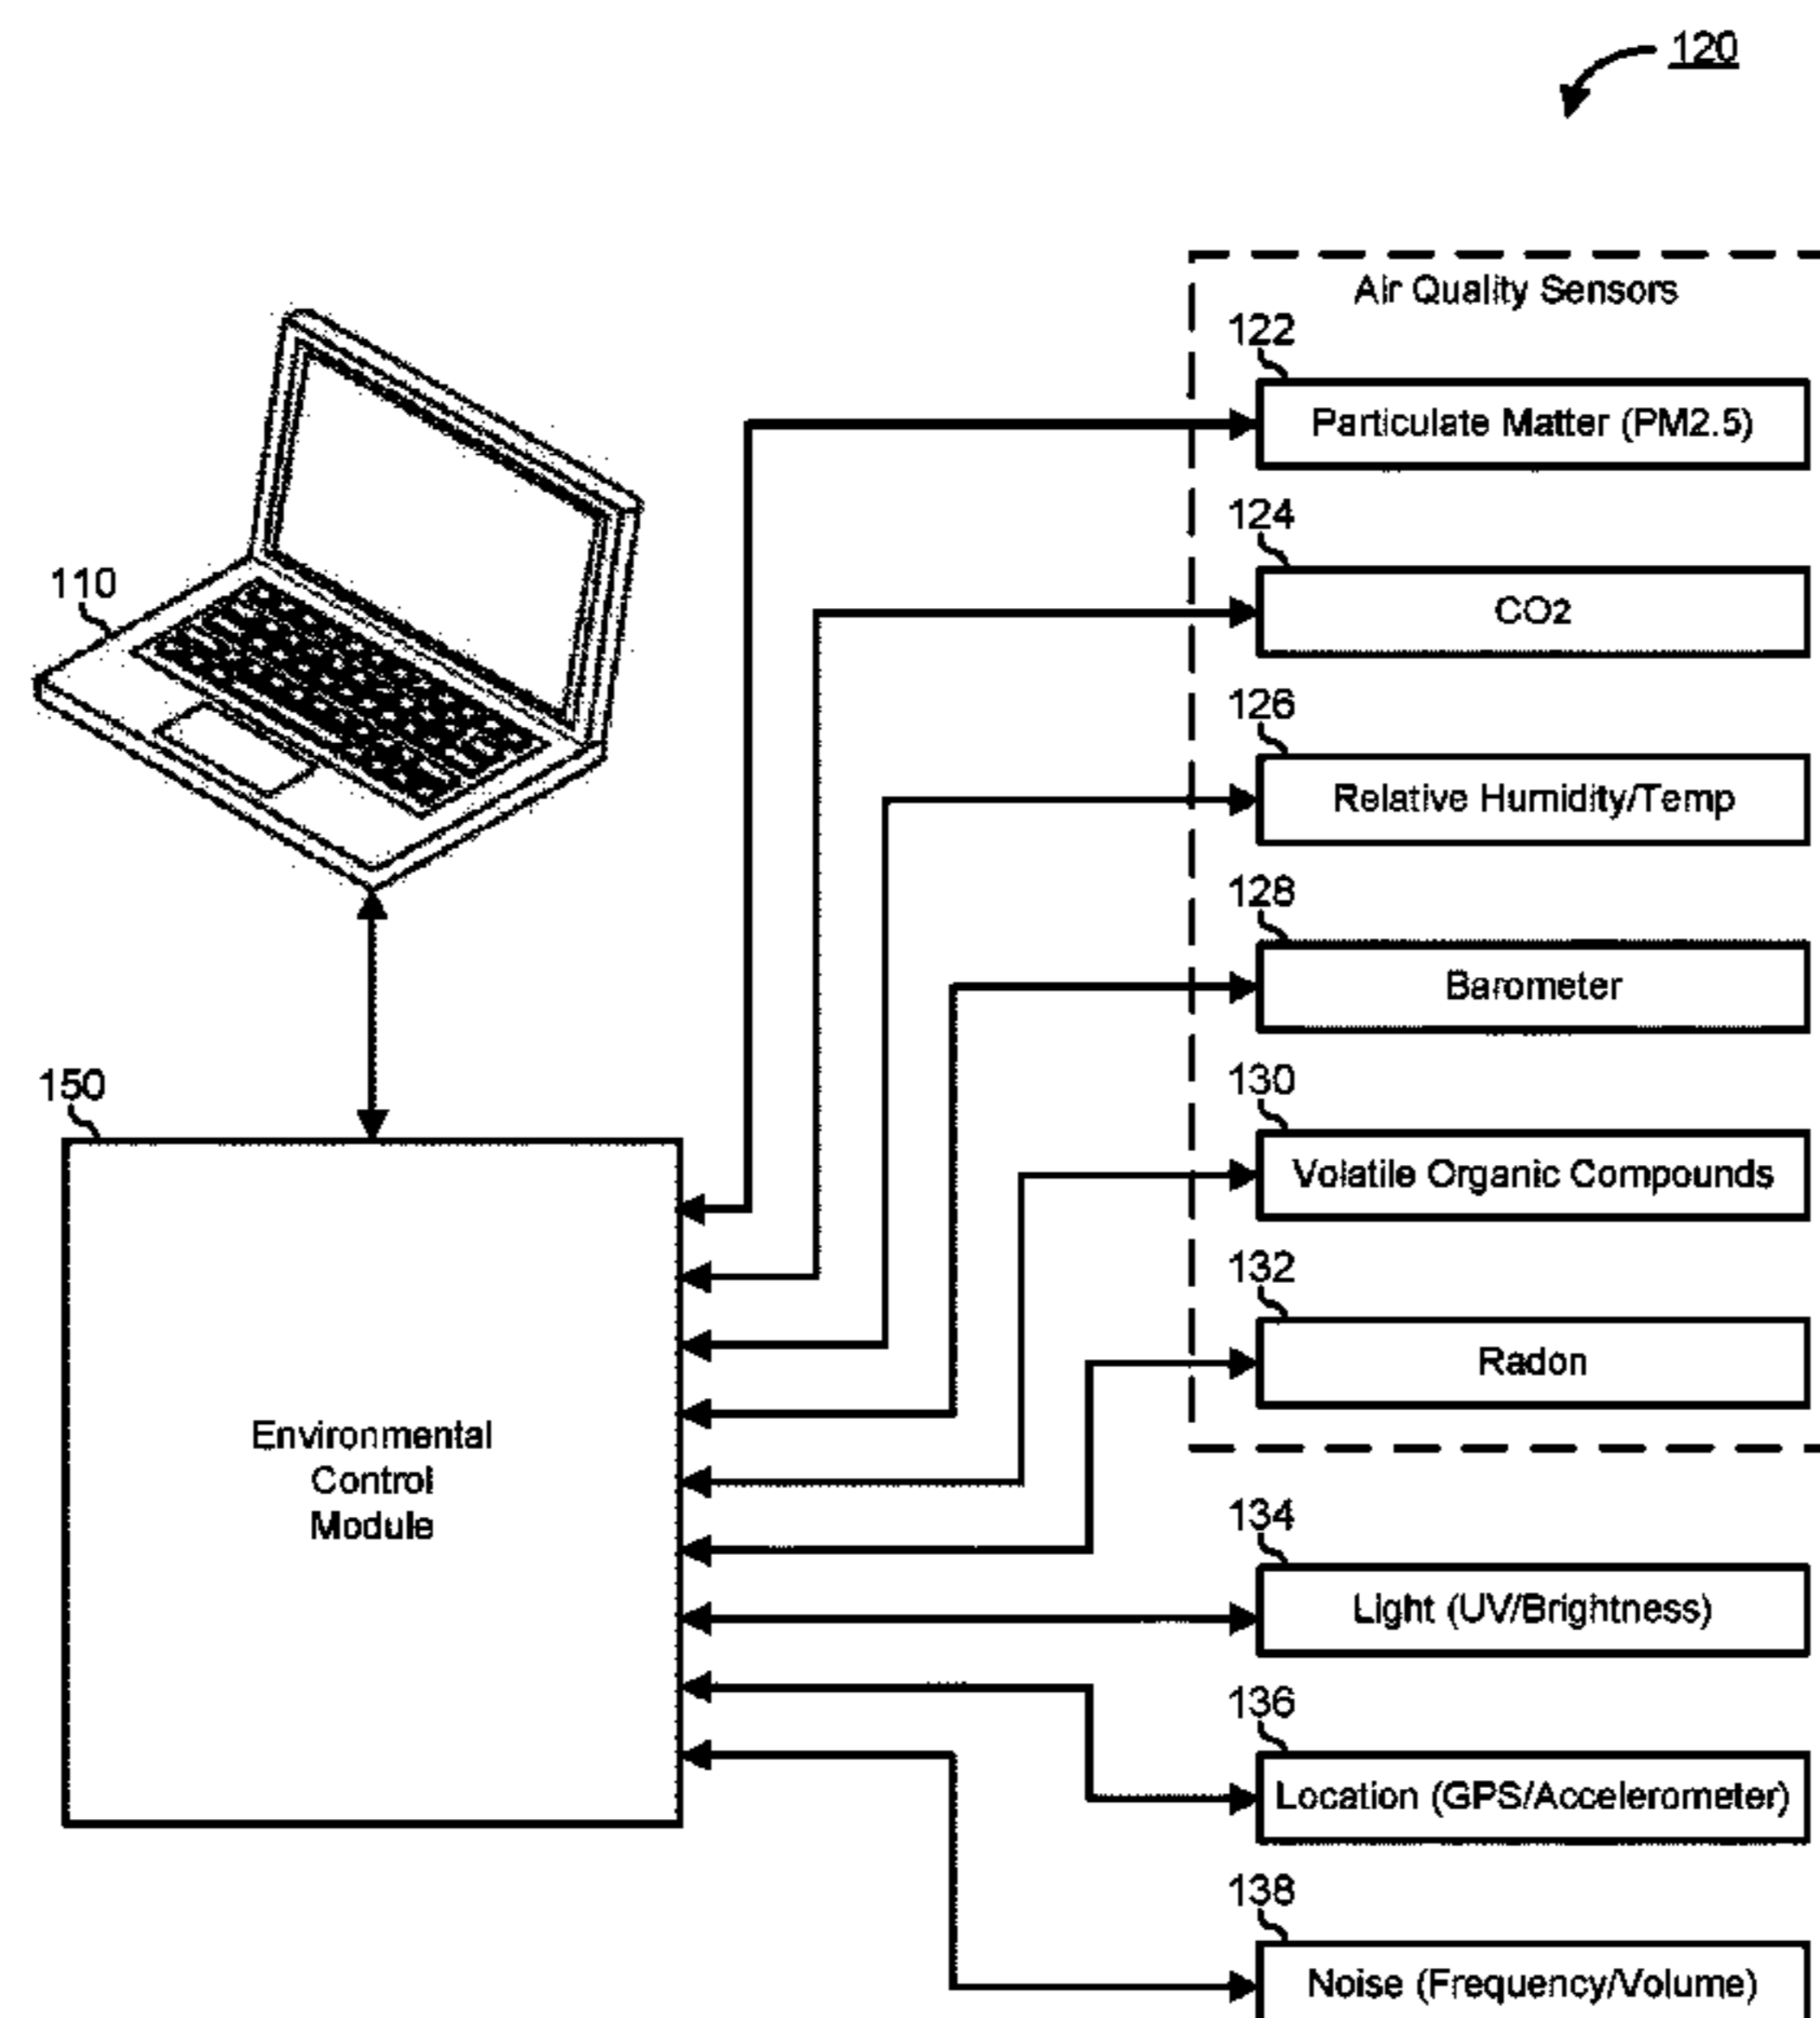 120
Air Quality Sensors
122
Particulate Matter (PM2.5)
124
CO2
110
126
Relative Humidity/Temp
128
Barometer
150
130
Volatile Organic Compounds
132
Radon
Environmental
Control
Module
134
Light (UV/Brightness)
136
Location (GPS/Accelerometer)
138
Noise (Frequency/Volume)